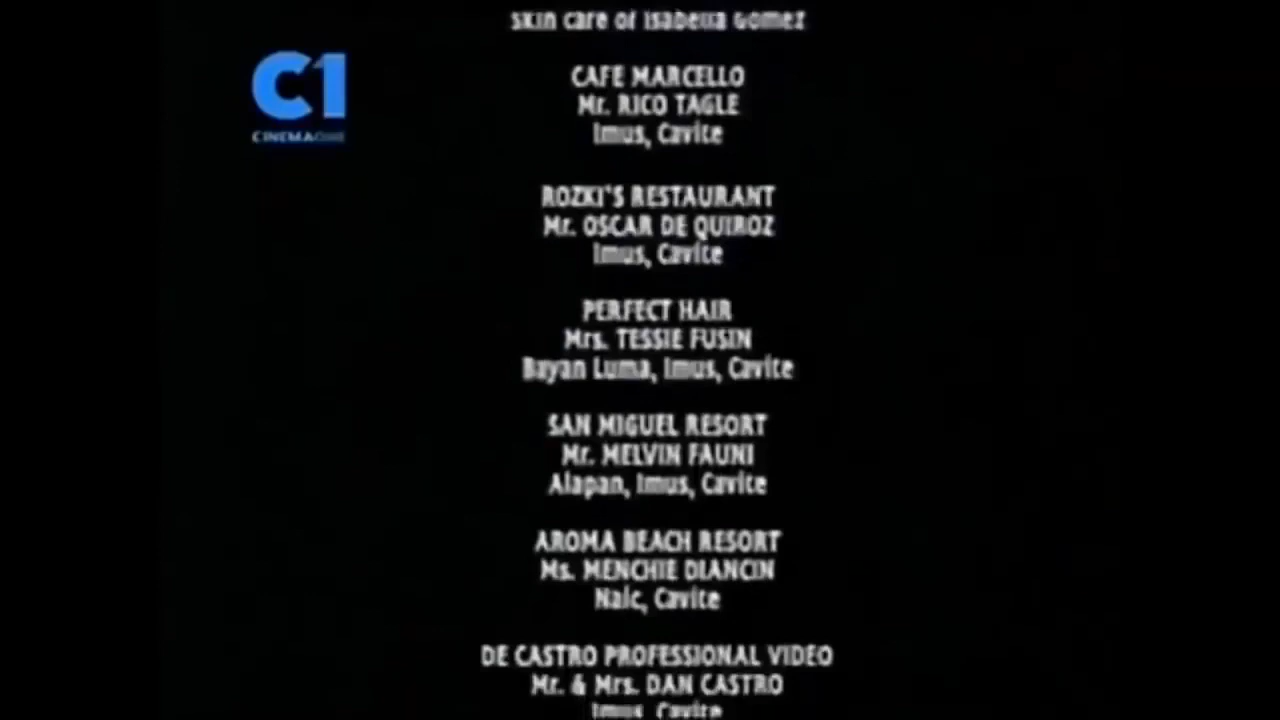 Skin care of Isabella Gomez
C1
CINEMAONE
CAFE MARCELLO
Mr. RICO TAGLE
Imus, Cavite
ROZKI'S RESTAURANT
Mr. OSCAR DE QUIROZ
Imus, Cavite
PERFECT HAIR
Mrs. TESSIE FUSIN
Bayan Luma, Imus, Cavite
SAN MIGUEL RESORT
Mr. MELVIN FAUNI
Alapan, Imus, Cavite
AROMA BEACH RESORT
Ms. MENCHIE DIANCIN
Naic, Cavite
DE CASTRO PROFESSIONAL VIDEO
Mr. & Mrs. DAN CASTRO
Imus, Cavite